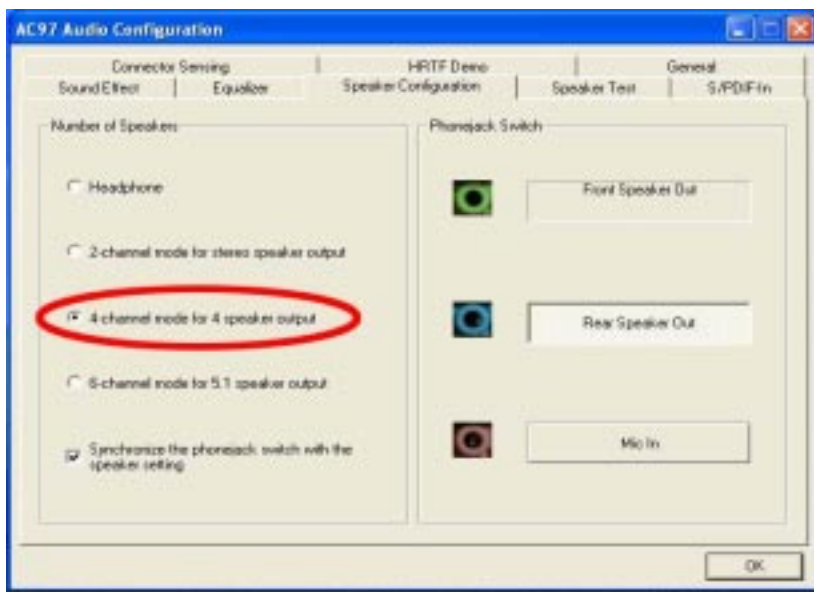 AC97 Audio Configuration
Connector Sensing HRTF Demo General
Sound Effect Equalizer Speaker Configuration Speaker Test S/PDIF-In
Number of Speakers
Headphone
2-channel mode for stereo speaker output
4-channel mode for 4 speaker output
6-channel mode for 5.1 speaker output
Synchronize the phonejack switch with the
speaker setting
Phonejack Switch
Front Speaker Out
Rear Speaker Out
Mic In
OK